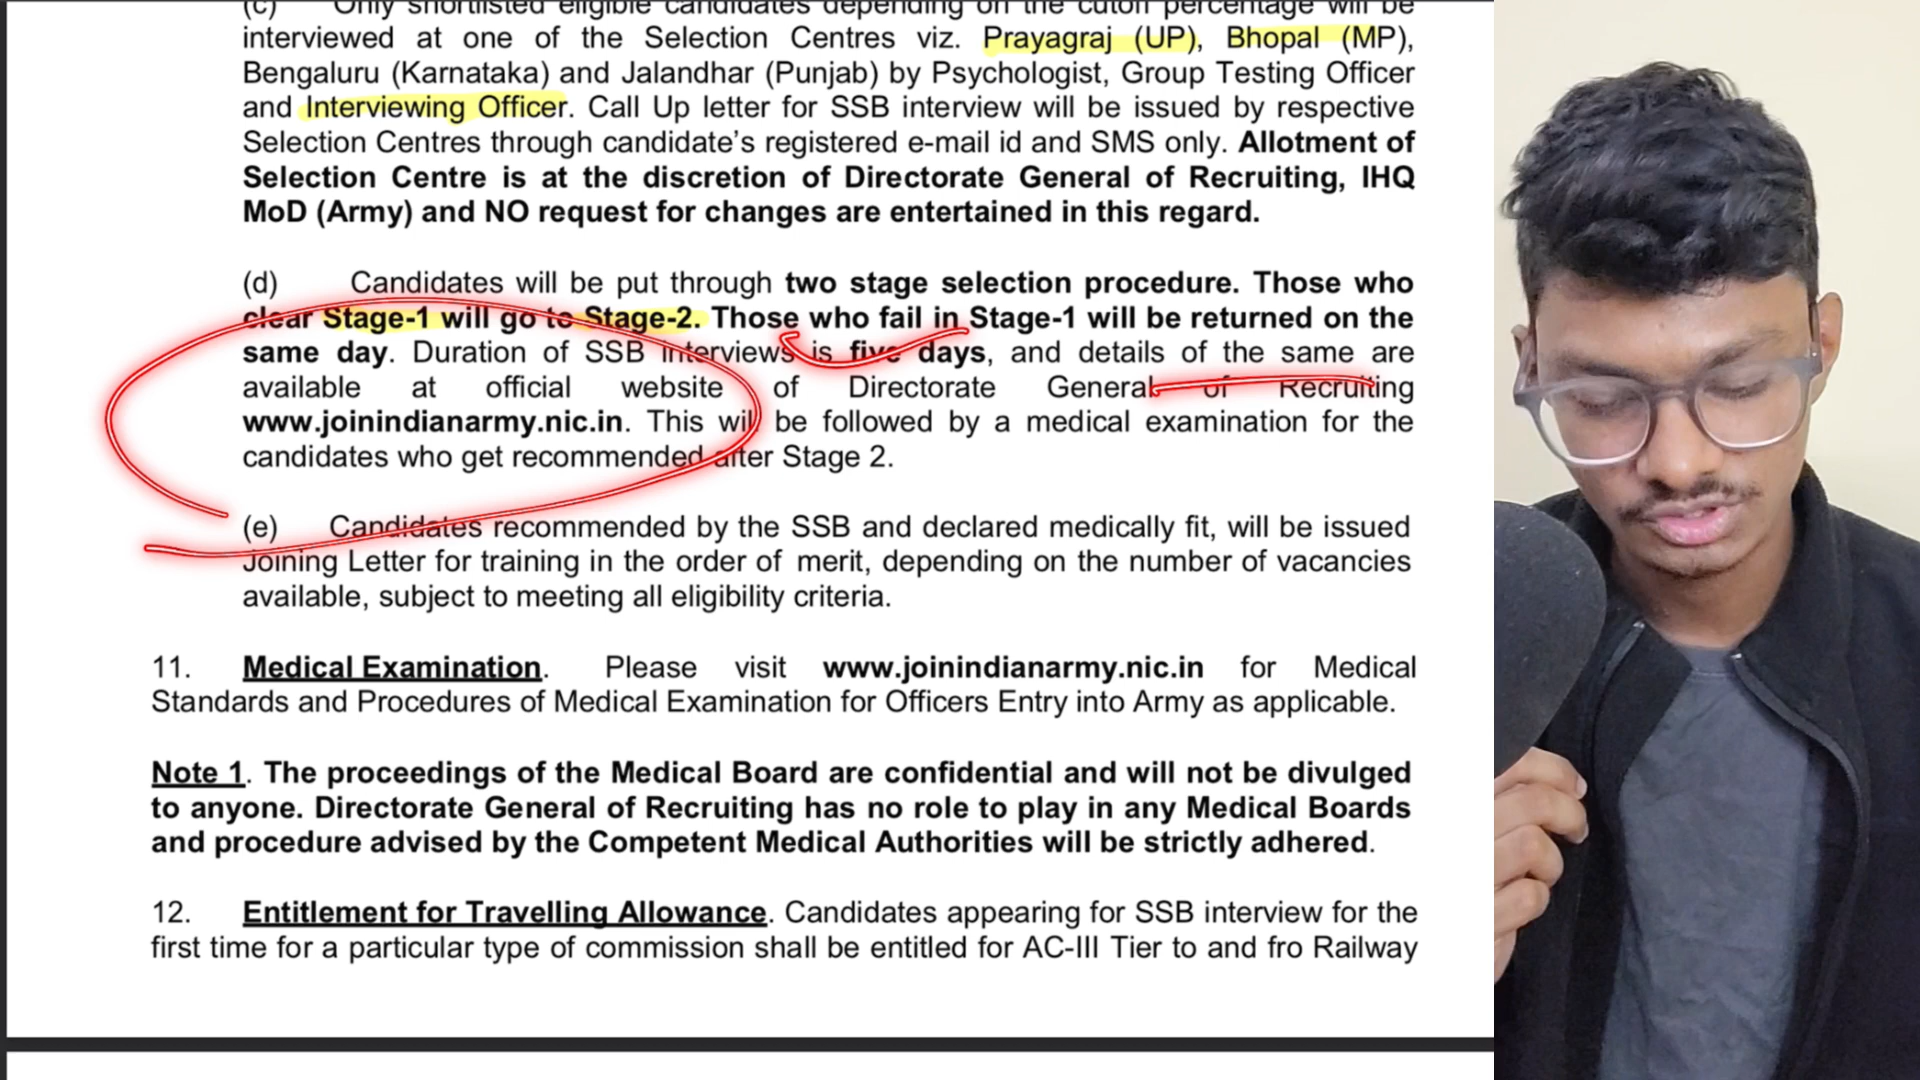 (c) Only shortlisted eligible candidates depending on the cutoff percentage will be
interviewed at one of the Selection Centres viz. Prayagraj (UP), Bhopal (MP),
Bengaluru (Karnataka) and Jalandhar (Punjab) by Psychologist, Group Testing Officer
and Interviewing Officer. Call Up letter for SSB interview will be issued by respective
Selection Centres through candidate’s registered e-mail id and SMS only. Allotment of
Selection Centre is at the discretion of Directorate General of Recruiting, IHQ
MoD (Army) and NO request for changes are entertained in this regard.
(d) Candidates will be put through two stage selection procedure. Those who
clear Stage-1 will go to Stage-2. Those who fail in Stage-1 will be returned on the
same day. Duration of SSB interviews is five days, and details of the same are
available at official website of Directorate General of Recruiting
www.joinindianarmy.nic.in. This will be followed by a medical examination for the
candidates who get recommended after Stage 2.
(e) Candidates recommended by the SSB and declared medically fit, will be issued
Joining Letter for training in the order of merit, depending on the number of vacancies
available, subject to meeting all eligibility criteria.
11. Medical Examination. Please visit www.joinindianarmy.nic.in for Medical
Standards and Procedures of Medical Examination for Officers Entry into Army as applicable.
Note 1. The proceedings of the Medical Board are confidential and will not be divulged
to anyone. Directorate General of Recruiting has no role to play in any Medical Boards
and procedure advised by the Competent Medical Authorities will be strictly adhered.
12. Entitlement for Travelling Allowance. Candidates appearing for SSB interview for the
first time for a particular type of commission shall be entitled for AC-III Tier to and fro Railway